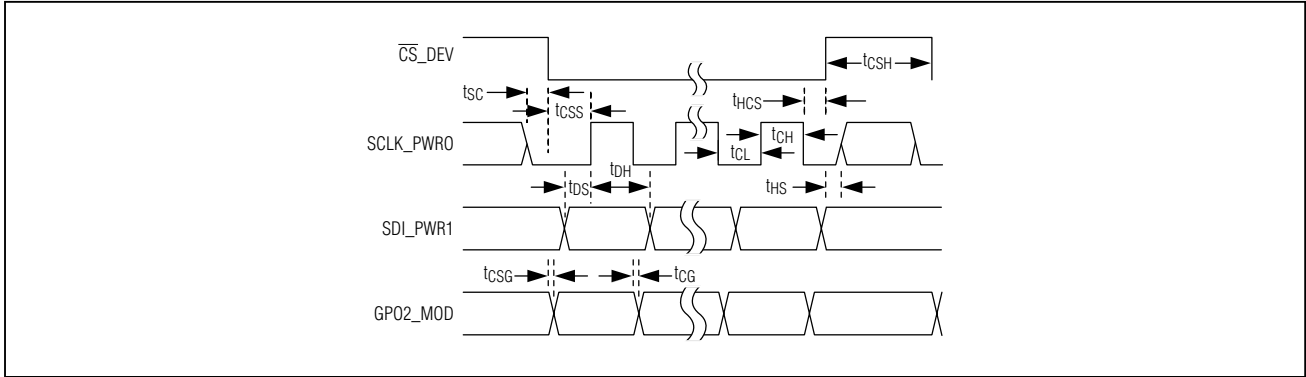 CS_DEV
tCSH
tSC
tCSS
tHCS
SCLK_PWR0
tCH
tCL
tDH
tDS
tHS
SDI_PWR1
tCSG
tCG
GPO2_MOD